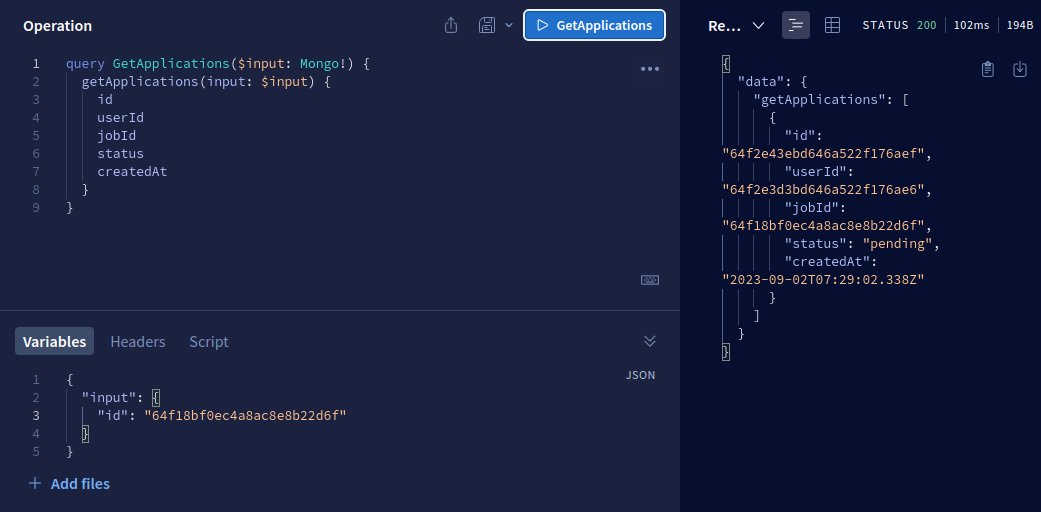 Operation
GetApplications
1 query GetApplications($input: Mongo!) {
2 getApplications(input: $input) {
3 id
4 userId
5 jobId
6 status
7 createdAt
8 }
9 }
Variables Headers Script
JSON
1 {
2 "input": {
3 "id": "64f18bf0ec4a8ac8e8b22d6f"
4 }
5 }
+ Add files
Re... STATUS 200 102ms 194B
{
"data": {
"getApplications": [
{
"id":
"64f2e43ebd646a522f176aef",
"userId":
"64f2e3d3bd646a522f176ae6",
"jobId":
"64f18bf0ec4a8ac8e8b22d6f",
"status": "pending",
"createdAt":
"2023-09-02T07:29:02.338Z"
}
]
}
}